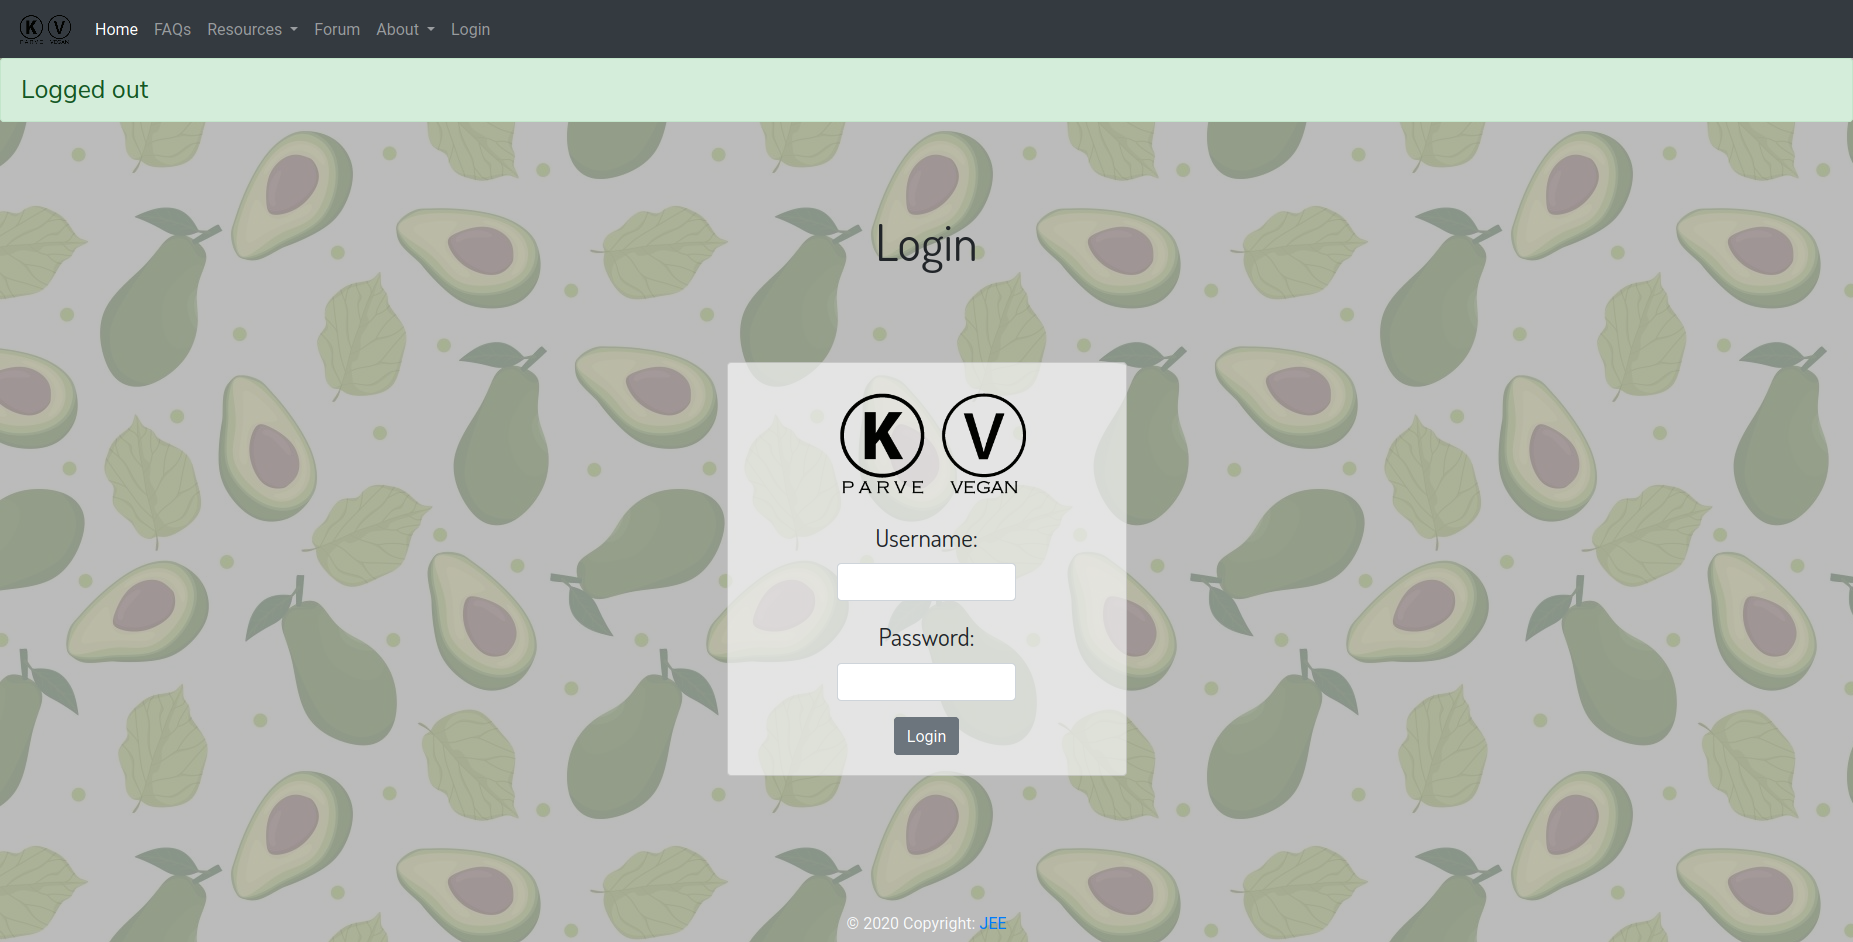 K V
PARVE VEGAN
Home FAQs Resources Forum About Login
Logged out
Login
K V
PARVE VEGAN
Username:
Password:
Login
© 2020 Copyright: JEE